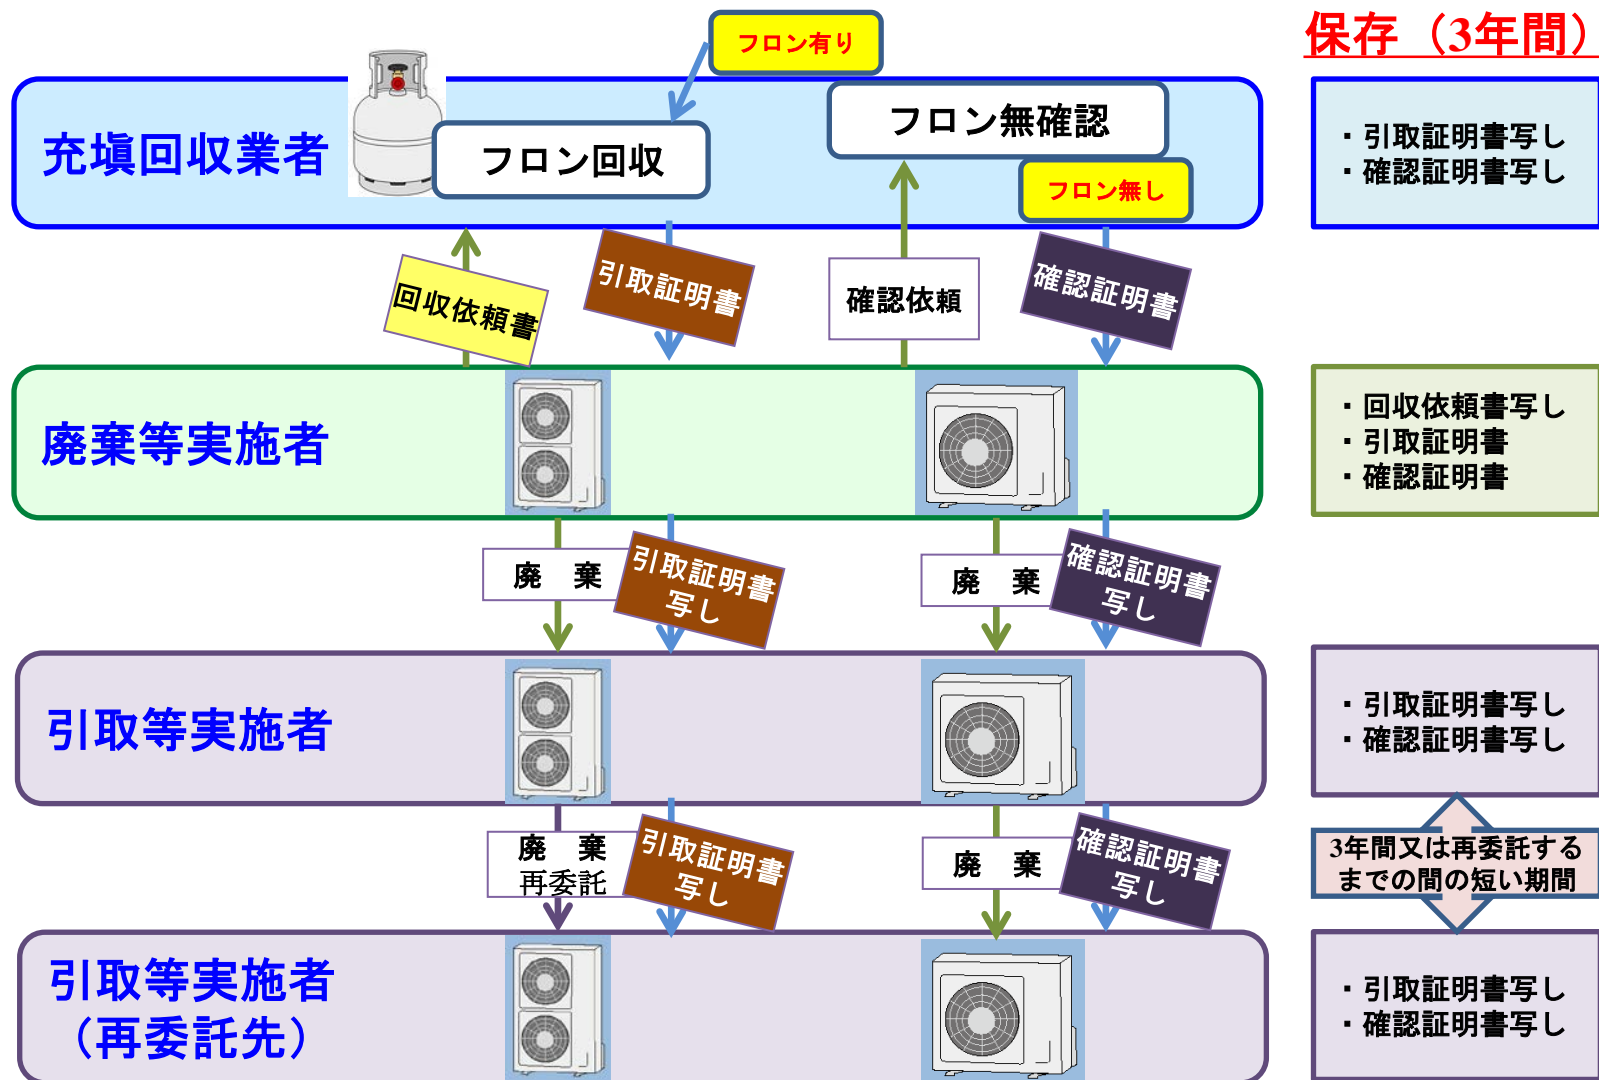 フロン有り
保存（3年間）
充塡回収業者
フロン回収
フロン無確認
フロン無し
・引取証明書写し
・確認証明書写し
回収依頼書
引取証明書
確認依頼
確認証明書
廃棄等実施者
・回収依頼書写し
・引取証明書
・確認証明書
廃　棄
引取証明書
写し
廃　棄
確認証明書
写し
引取等実施者
・引取証明書写し
・確認証明書写し
廃　棄
再委託
引取証明書
写し
廃　棄
確認証明書
写し
3年間又は再委託する
までの間の短い期間
引取等実施者
（再委託先）
・引取証明書写し
・確認証明書写し